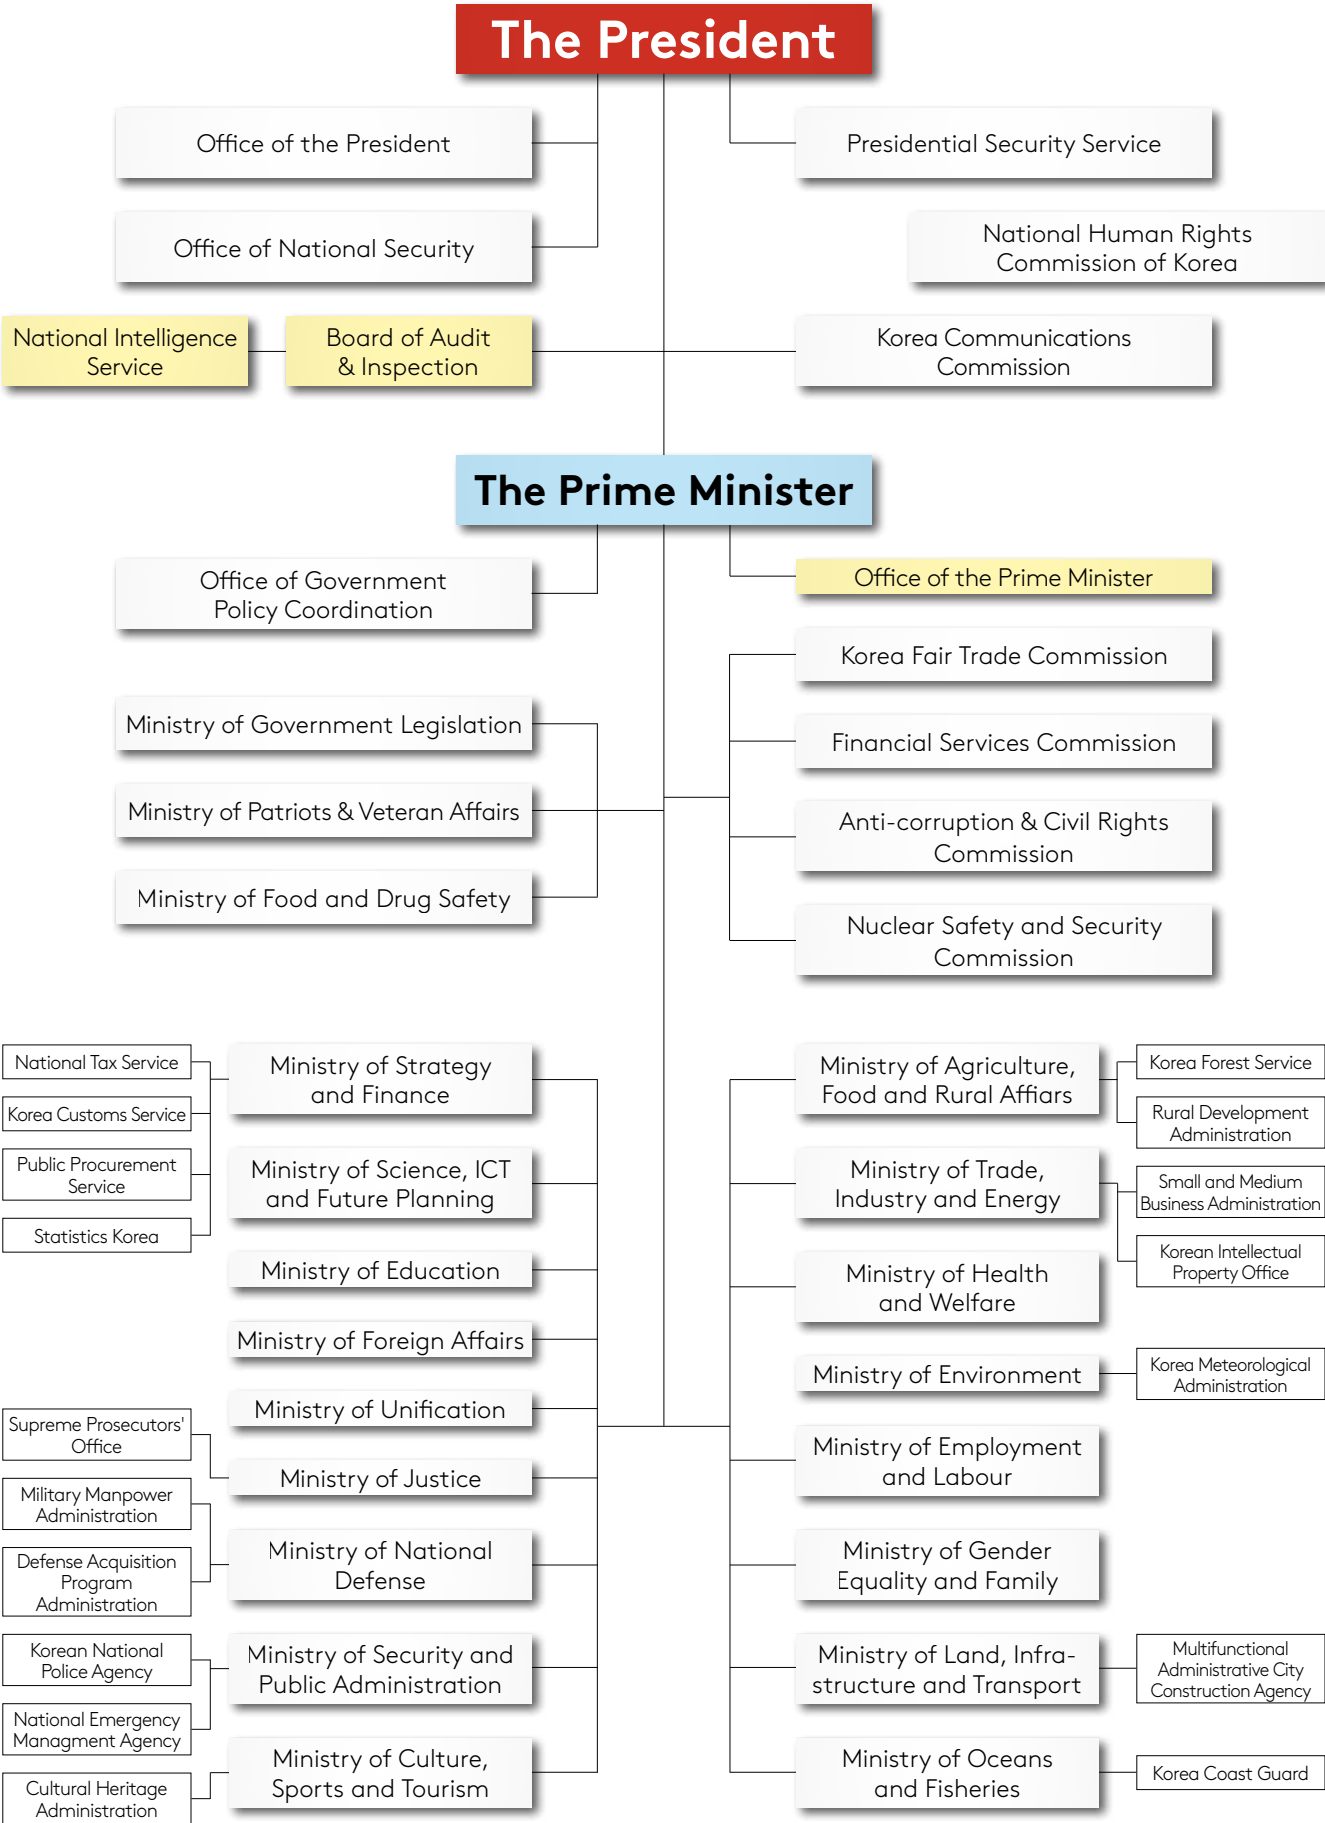 The President
Office of the President
Presidential Security Service
Office of National Security
National Human Rights
Commission of Korea
National Intelligence
Service
Board of Audit
& Inspection
Korea Communications
Commission
The Prime Minister
Office of Government
Policy Coordination
Office of the Prime Minister
Korea Fair Trade Commission
Ministry of Government Legislation
Financial Services Commission
Ministry of Patriots & Veteran Affairs
Anti-corruption & Civil Rights
Commission
Ministry of Food and Drug Safety
Nuclear Safety and Security
Commission
National Tax Service
Korea Customs Service
Public Procurement
Service
Statistics Korea
Ministry of Strategy
and Finance
Ministry of Science, ICT
and Future Planning
Ministry of Education
Ministry of Foreign Affairs
Ministry of Unification
Supreme Prosecutors'
Office
Ministry of Justice
Military Manpower
Administration
Defense Acquisition
Program
Administration
Ministry of National
Defense
Korean National
Police Agency
National Emergency
Managment Agency
Ministry of Security and
Public Administration
Cultural Heritage
Administration
Ministry of Culture,
Sports and Tourism
Ministry of Agriculture,
Food and Rural Affiars
Korea Forest Service
Rural Development
Administration
Ministry of Trade,
Industry and Energy
Small and Medium
Business Administration
Korean Intellectual
Property Office
Ministry of Health
and Welfare
Ministry of Environment
Korea Meteorological
Administration
Ministry of Employment
and Labour
Ministry of Gender
Equality and Family
Ministry of Land, Infra-
structure and Transport
Multifunctional
Administrative City
Construction Agency
Ministry of Oceans
and Fisheries
Korea Coast Guard